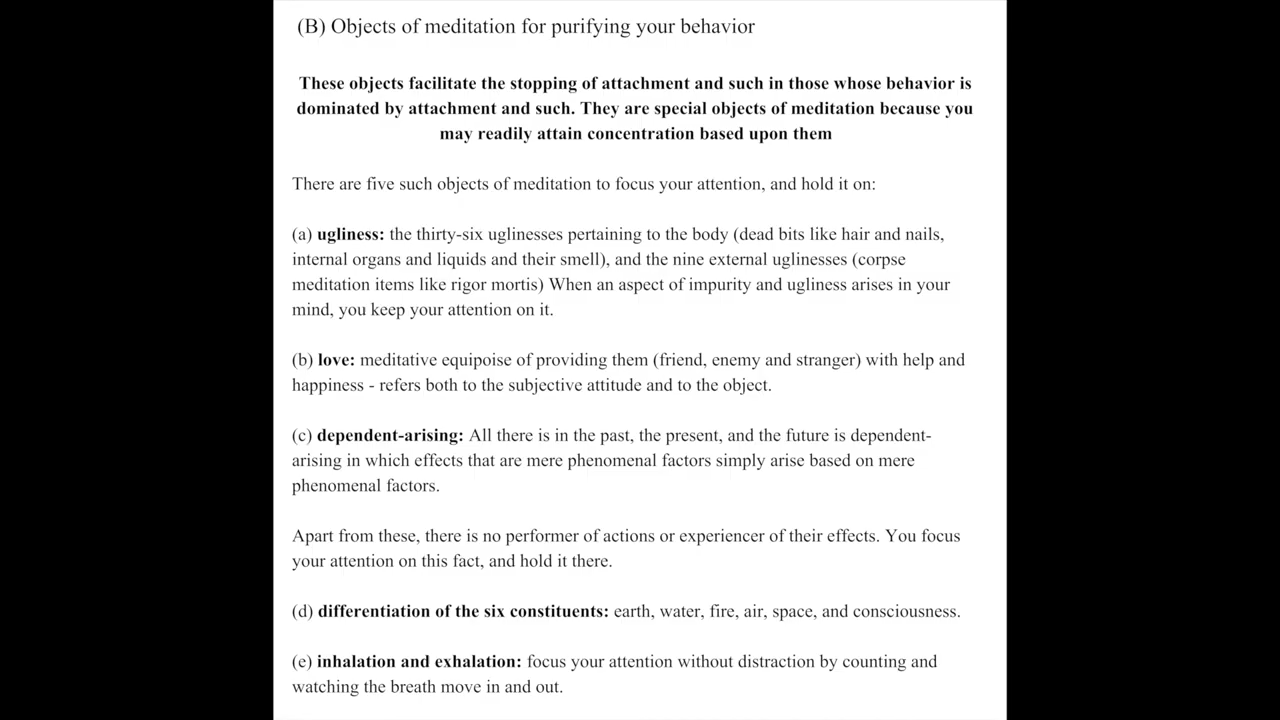 (B) Objects of meditation for purifying your behavior
These objects facilitate the stopping of attachment and such in those whose behavior is
dominated by attachment and such. They are special objects of meditation because you
may readily attain concentration based upon them
There are five such objects of meditation to focus your attention, and hold it on:
(a) ugliness: the thirty-six uglinesses pertaining to the body (dead bits like hair and nails,
internal organs and liquids and their smell), and the nine external uglinesses (corpse
meditation items like rigor mortis) When an aspect of impurity and ugliness arises in your
mind, you keep your attention on it.
(b) love: meditative equipoise of providing them (friend, enemy and stranger) with help and
happiness - refers both to the subjective attitude and to the object.
(c) dependent-arising: All there is in the past, the present, and the future is dependent-
arising in which effects that are mere phenomenal factors simply arise based on mere
phenomenal factors.
Apart from these, there is no performer of actions or experiencer of their effects. You focus
your attention on this fact, and hold it there.
(d) differentiation of the six constituents: earth, water, fire, air, space, and consciousness.
(e) inhalation and exhalation: focus your attention without distraction by counting and
watching the breath move in and out.